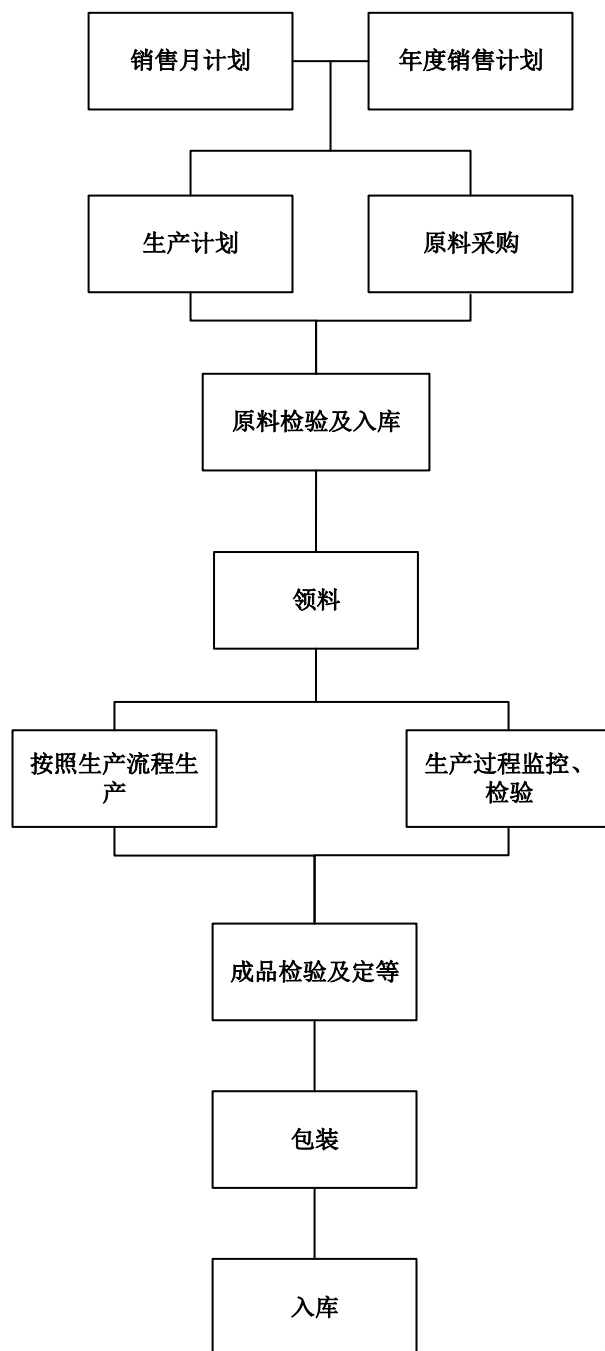 销售月计划
年度销售计划
生产计划
原料采购
原料检验及入库
领料
按照生产流程生
产
生产过程监控、
检验
成品检验及定等
包装
入库